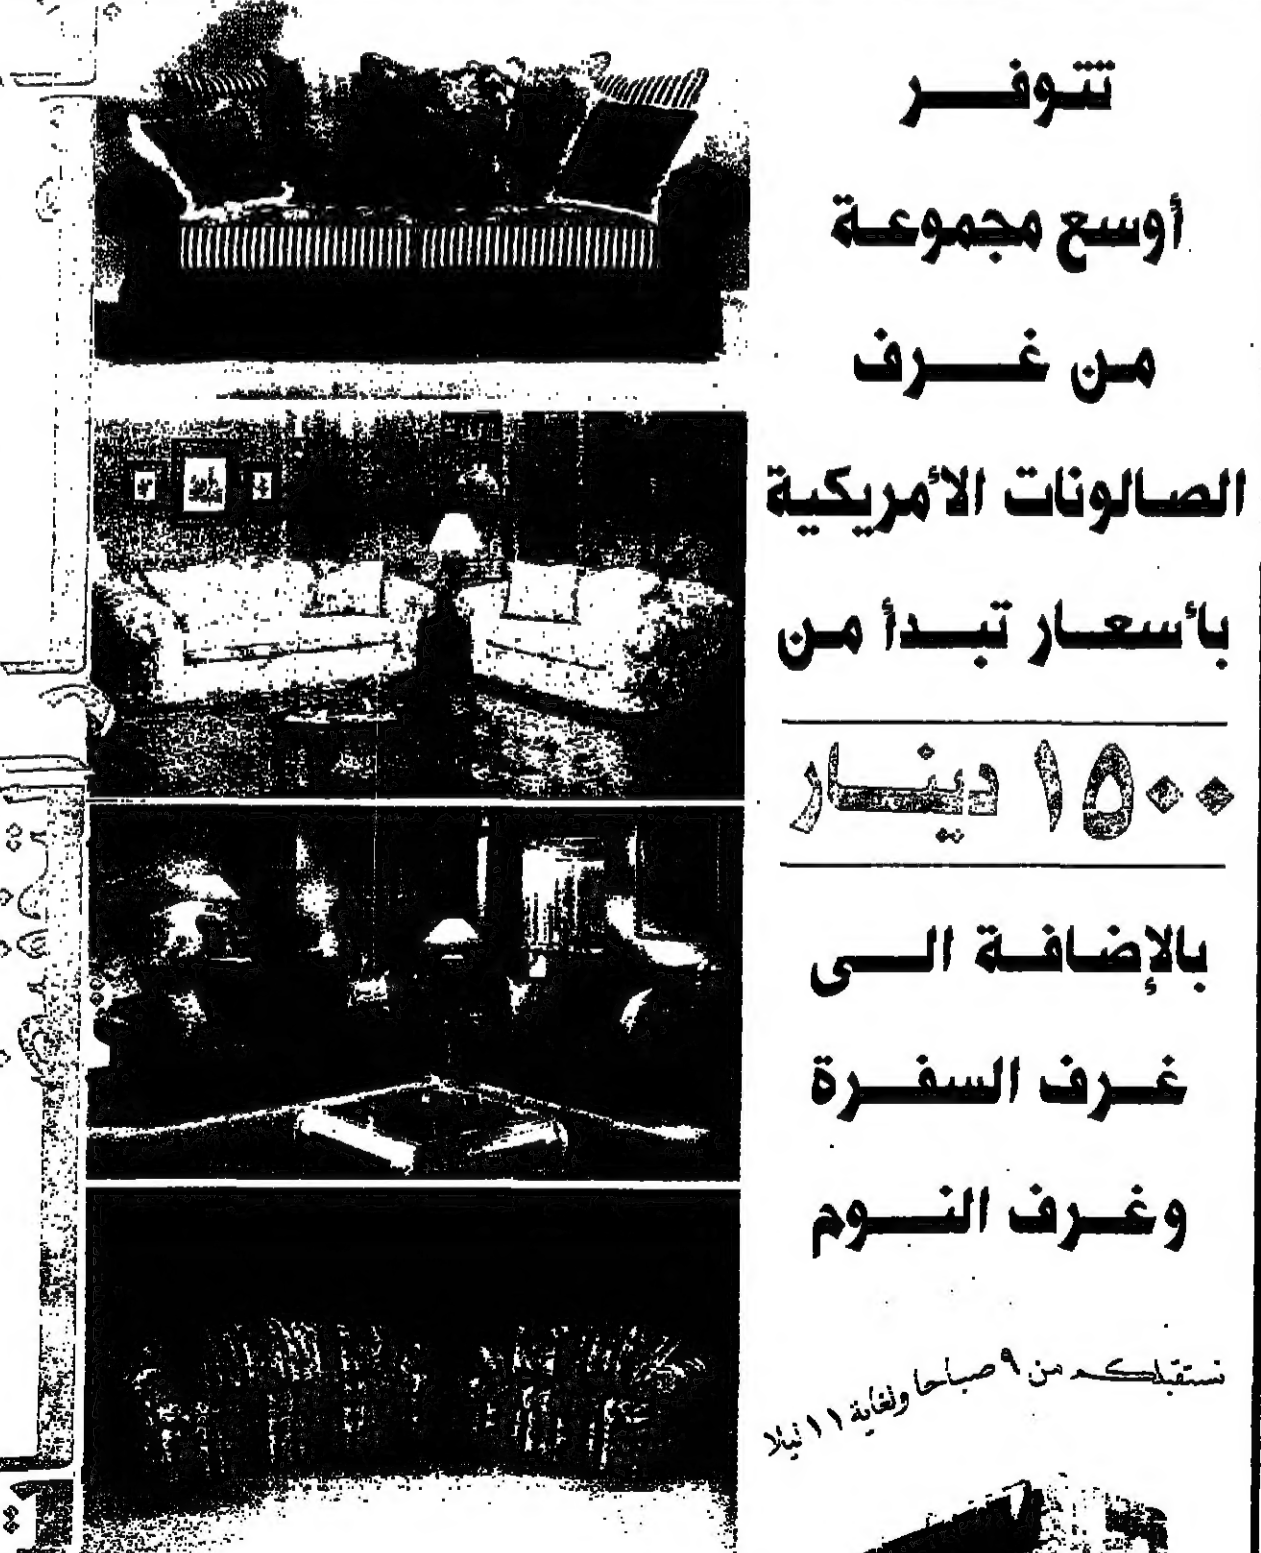 تتوفر
أوسع مجموعة
من غرف
الصالونات الأمريكية
بأسعار تبدأ من
١٥٠٠ دينار
بالإضافة الى
غرف السفرة
وغرف النوم
نستقبلكم من ٩ صباحا ولغاية ١١ ليلا